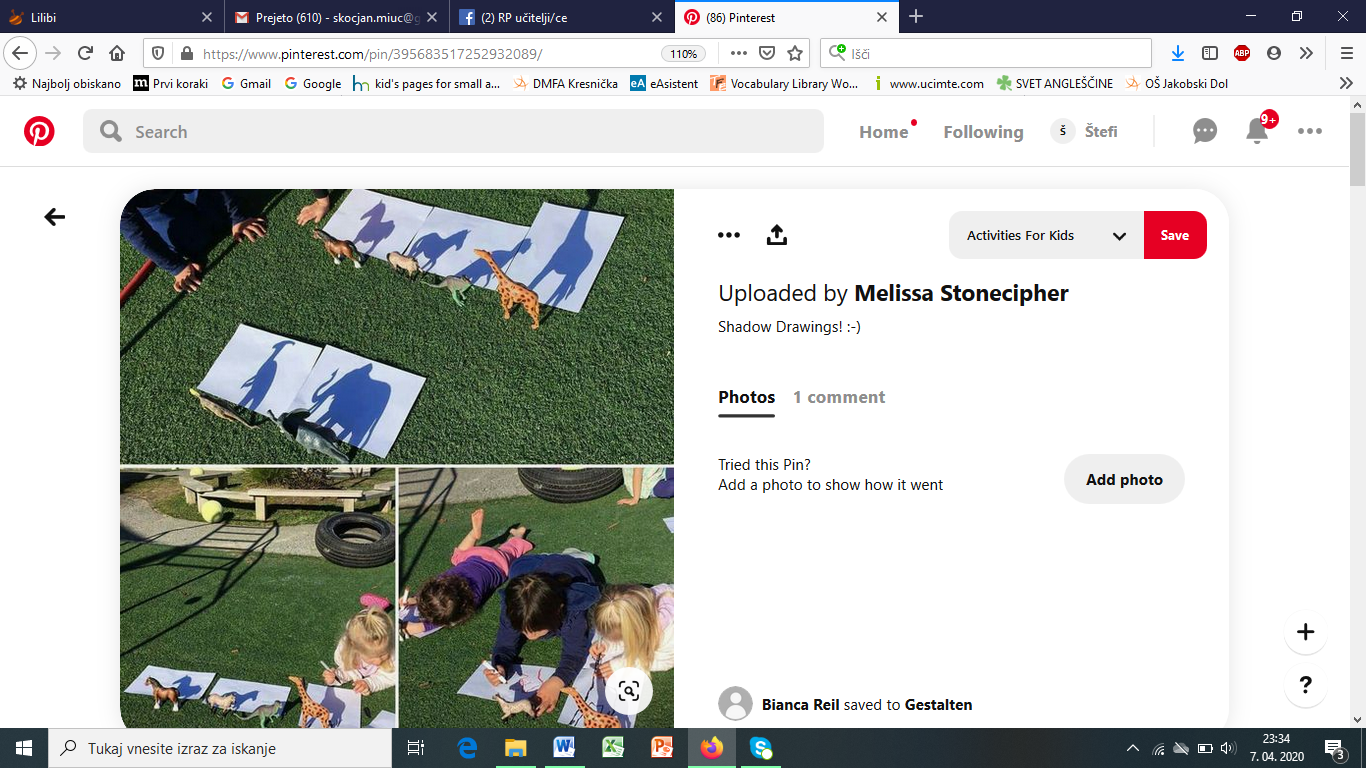 Lilibi
Prejeto (610) - skocjan.miuc@g
(2) RP učitelji/ce
(86) Pinterest
https://www.pinterest.com/pin/395683517252932089/
110%
Išči
ABP
Najbolj obiskano
Prvi koraki
Gmail
Google
kid's pages for small a...
DMFA Kresnička
eAsistent
Vocabulary Library Wo...
www.ucimte.com
SVET ANGLEŠČINE
OŠ Jakobski Dol
Search
Home
Following
š
Štefi
9+
Activities For Kids
Save
Uploaded by Melissa Stonecipher
Shadow Drawings! :-)
Photos
1 comment
Tried this Pin?
Add a photo to show how it went
Add photo
Bianca Reil saved to Gestalten
?
Tukaj vnesite izraz za iskanje
23:34
7. 04. 2020
3